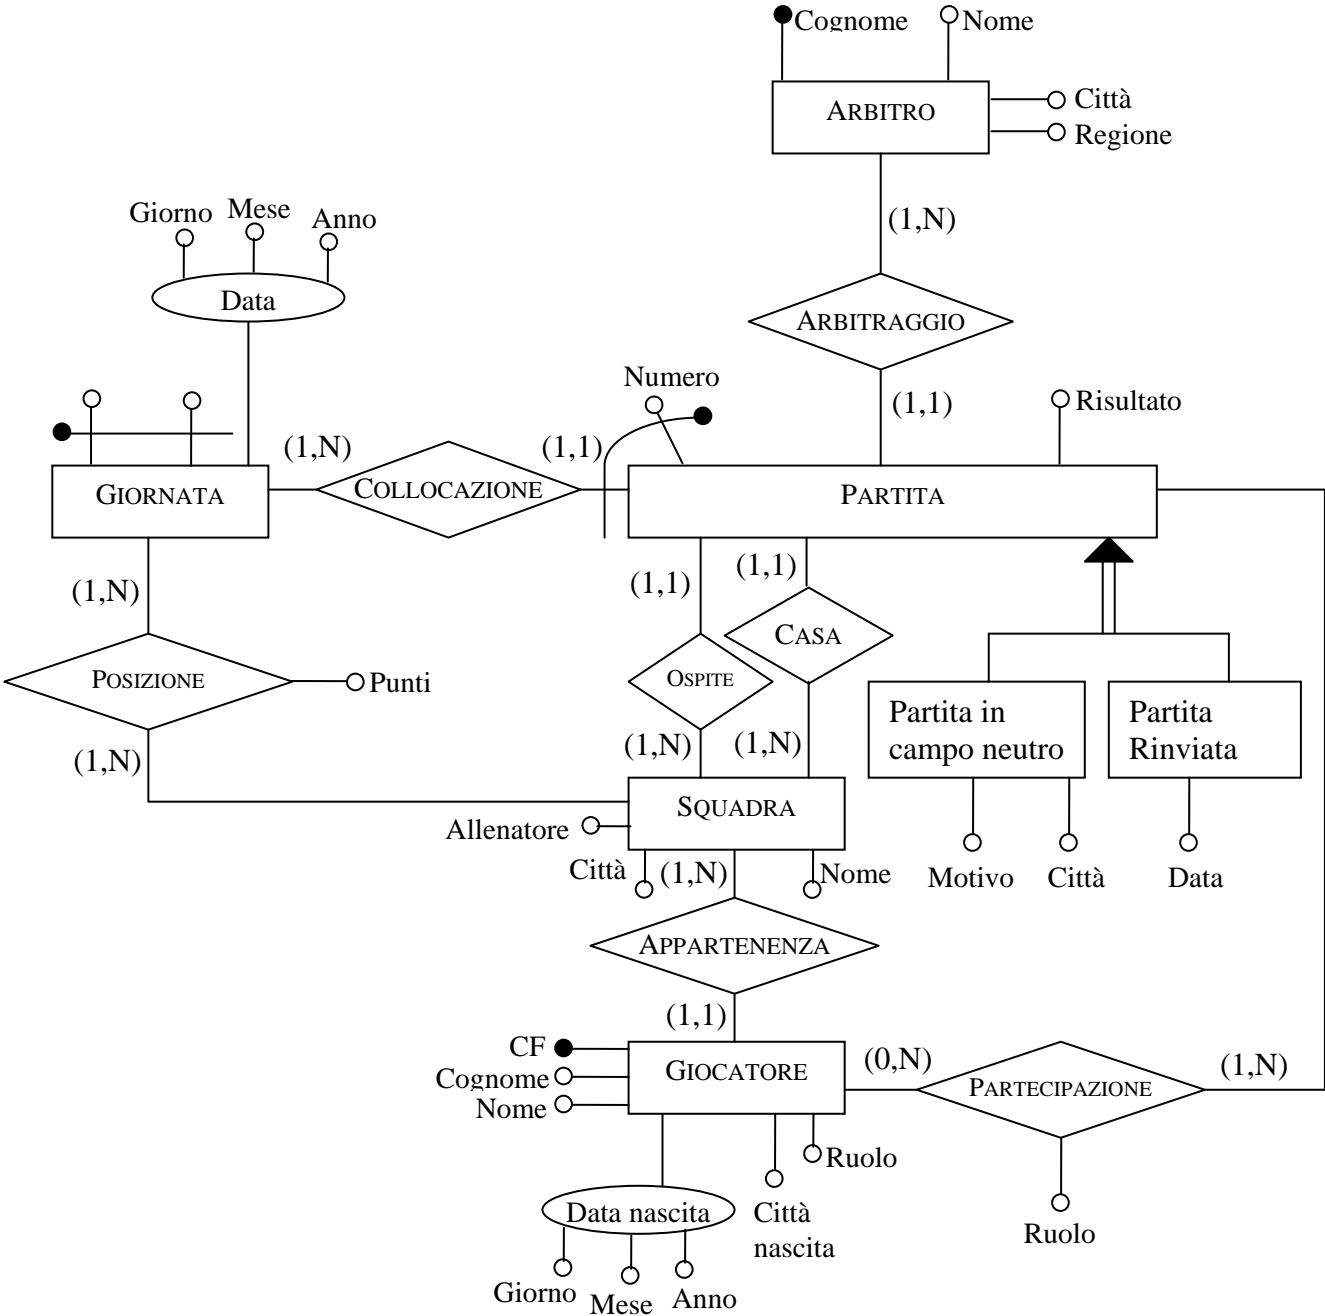 Cognome
Nome
ARBITRO
Città
Regione
(1,N)
Giorno
Mese
Anno
Data
ARBITRAGGIO
Numero
(1,1)
Risultato
(1,N)
(1,1)
GIORNATA
COLLOCAZIONE
PARTITA
(1,N)
(1,1)
(1,1)
CASA
POSIZIONE
Punti
OSPITE
Partita in
campo neutro
Partita
Rinviata
(1,N)
(1,N)
(1,N)
SQUADRA
Allenatore
Città
(1,N)
Nome
Motivo
Città
Data
APPARTENENZA
(1,1)
CF
Cognome
Nome
GIOCATORE
(0,N)
PARTECIPAZIONE
(1,N)
Ruolo
Data nascita
Città
nascita
Ruolo
Giorno
Mese
Anno